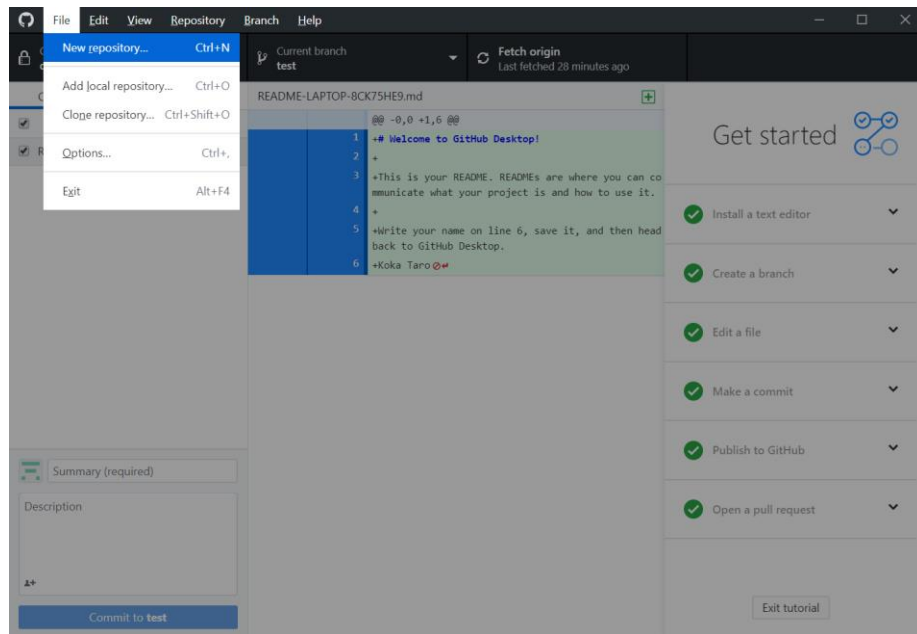 File Edit View Repository Branch Help
New repository... Ctrl+N
Add local repository... Ctrl+O
Clone repository... Ctrl+Shift+O
Options... Ctrl+,
Exit Alt+F4
Current branch
test
Fetch origin
Last fetched 28 minutes ago
README-LAPTOP-8CK75HE9.md
@@ -0,0 +1,6 @@
1 +# Welcome to GitHub Desktop!
2 +
3 +This is your README. READMEs are where you can co
mmunicate what your project is and how to use it.
4 +
5 +Write your name on line 6, save it, and then head
back to GitHub Desktop.
6 +Koka Taro
Summary (required)
Description
Commit to test
Get started
Install a text editor
Create a branch
Edit a file
Make a commit
Publish to GitHub
Open a pull request
Exit tutorial